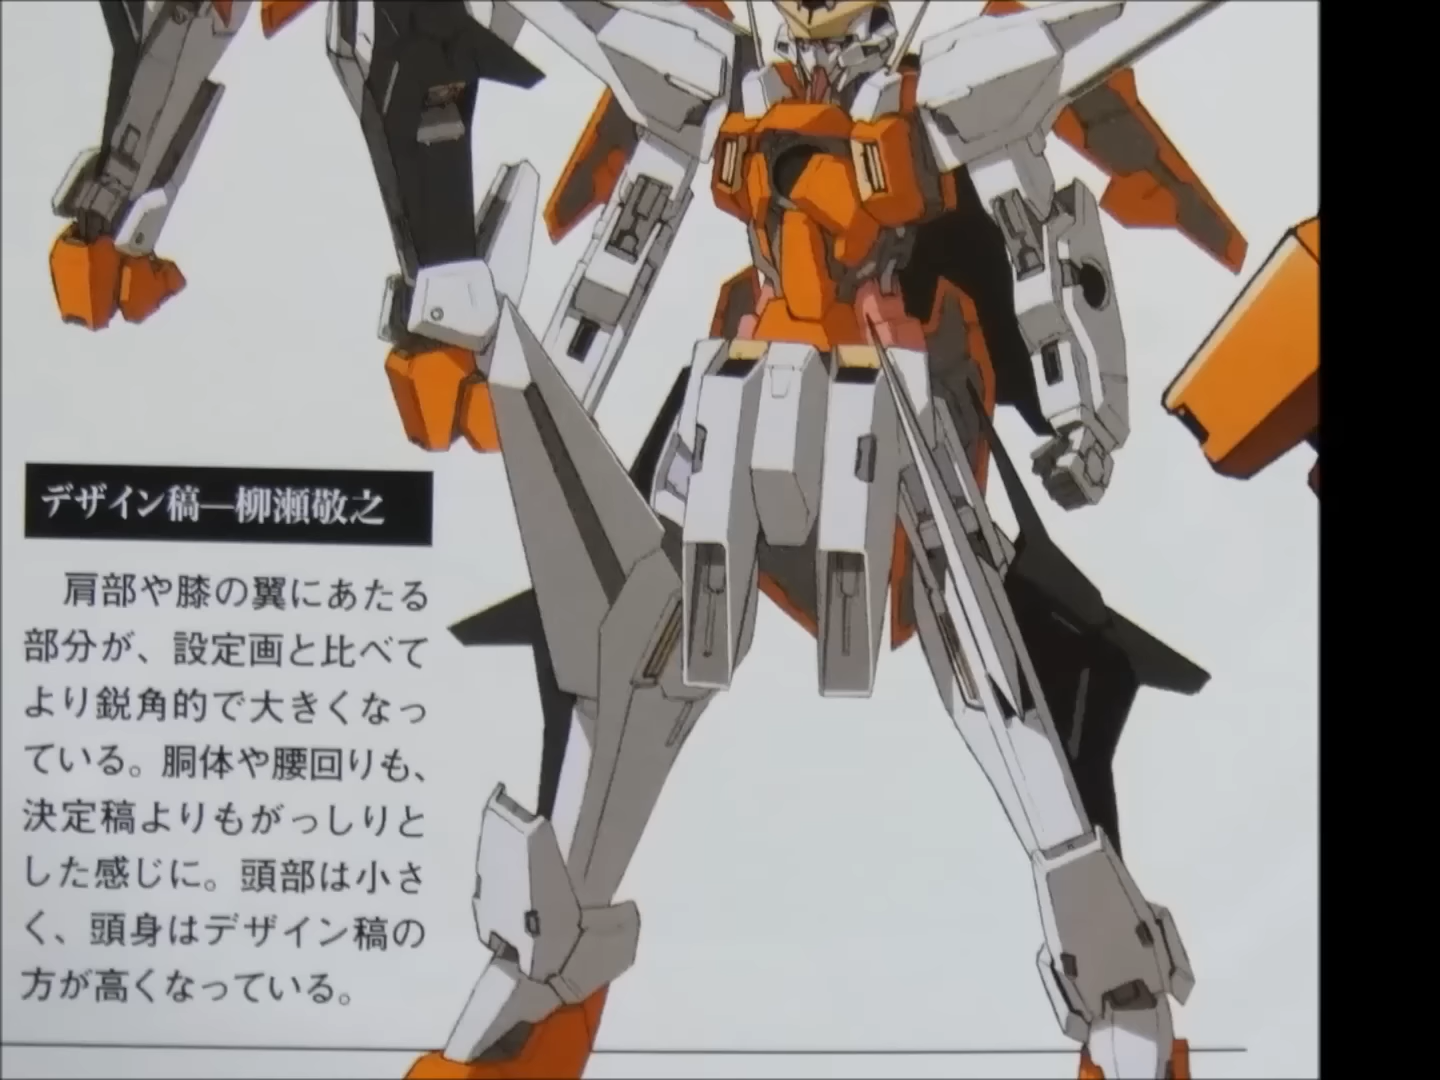 デザイン稿—柳瀬敬之
肩部や膝の翼にあたる
部分が、設定画と比べて
より鋭角的で大きくなっ
ている。胴体や腰回りも、
決定稿よりもがっしりと
した感じに。頭部は小さ
く、頭身はデザイン稿の
方が高くなっている。